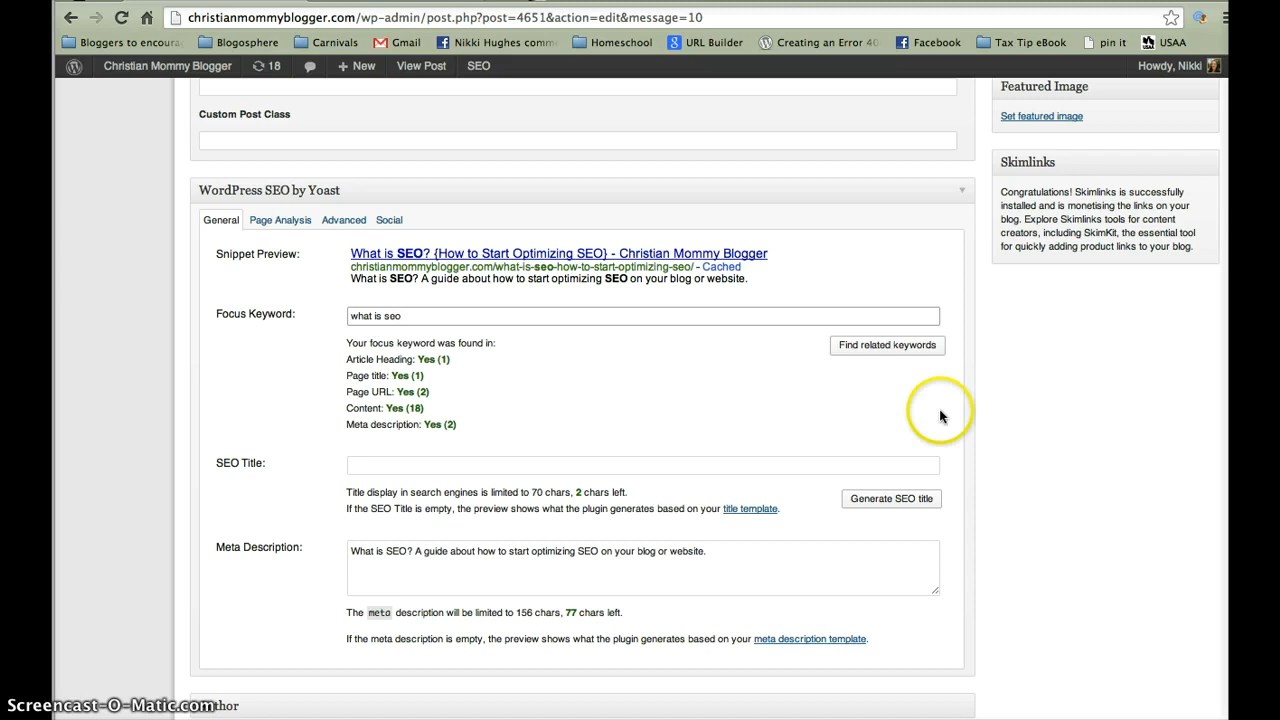 christianmommyblogger.com/wp-admin/post.php?post=4651&action=edit&message=10
Bloggers to encoura Blogosphere Carnivals Gmail Nikki Hughes comm Homeschool URL Builder Creating an Error 40 Facebook Tax Tip eBook pin it USAA
Christian Mommy Blogger 18 + New View Post SEO Howdy, Nikki
Featured Image
Set featured image
Custom Post Class
Skimlinks
Congratulations! Skimlinks is successfully
installed and is monetising the links on your
blog. Explore Skimlinks tools for content
creators, including SkimKit, the essential tool
for quickly adding product links to your blog.
WordPress SEO by Yoast
General Page Analysis Advanced Social
Snippet Preview: What is SEO? {How to Start Optimizing SEO} - Christian Mommy Blogger
christianmommyblogger.com/what-is-seo-how-to-start-optimizing-seo/ - Cached
What is SEO? A guide about how to start optimizing SEO on your blog or website.
Focus Keyword: what is seo
Your focus keyword was found in: Find related keywords
Article Heading: Yes (1)
Page title: Yes (1)
Page URL: Yes (2)
Content: Yes (18)
Meta description: Yes (2)
SEO Title:
Title display in search engines is limited to 70 chars, 2 chars left. Generate SEO title
If the SEO Title is empty, the preview shows what the plugin generates based on your title template.
Meta Description: What is SEO? A guide about how to start optimizing SEO on your blog or website.
The meta description will be limited to 156 chars, 77 chars left.
If the meta description is empty, the preview shows what the plugin generates based on your meta description template.
Screencast-O-Matic.com thor